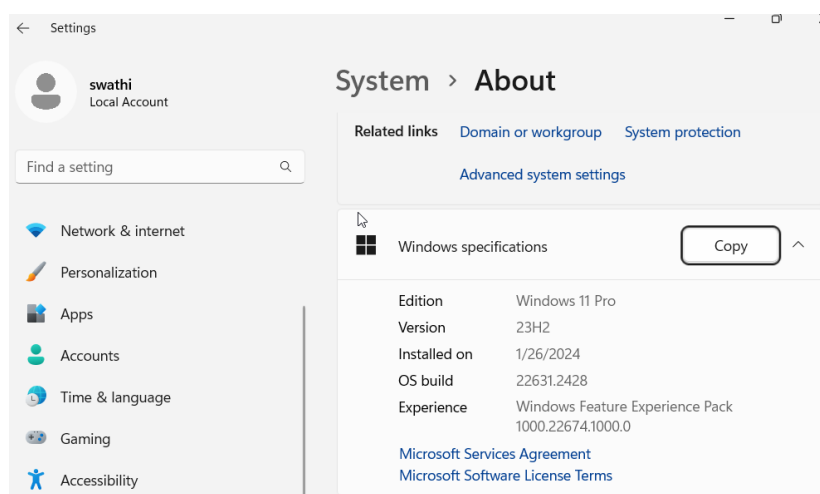 Settings
swathi
Local Account
Find a setting
Network & internet
Personalization
Apps
Accounts
Time & language
Gaming
Accessibility
System > About
Related links Domain or workgroup System protection
Advanced system settings
Windows specifications Copy
Edition Windows 11 Pro
Version 23H2
Installed on 1/26/2024
OS build 22631.2428
Experience Windows Feature Experience Pack
1000.22674.1000.0
Microsoft Services Agreement
Microsoft Software License Terms